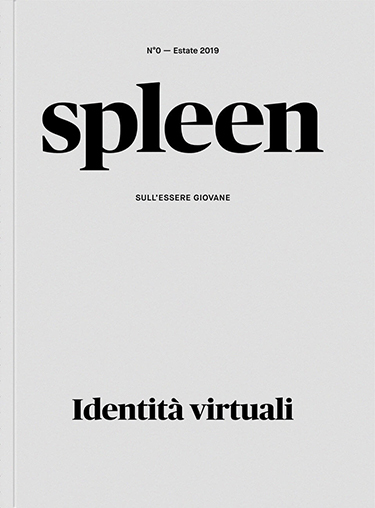 N°0 — Estate 2019
spleen
SULL'ESSERE GIOVANE
Identità virtuali